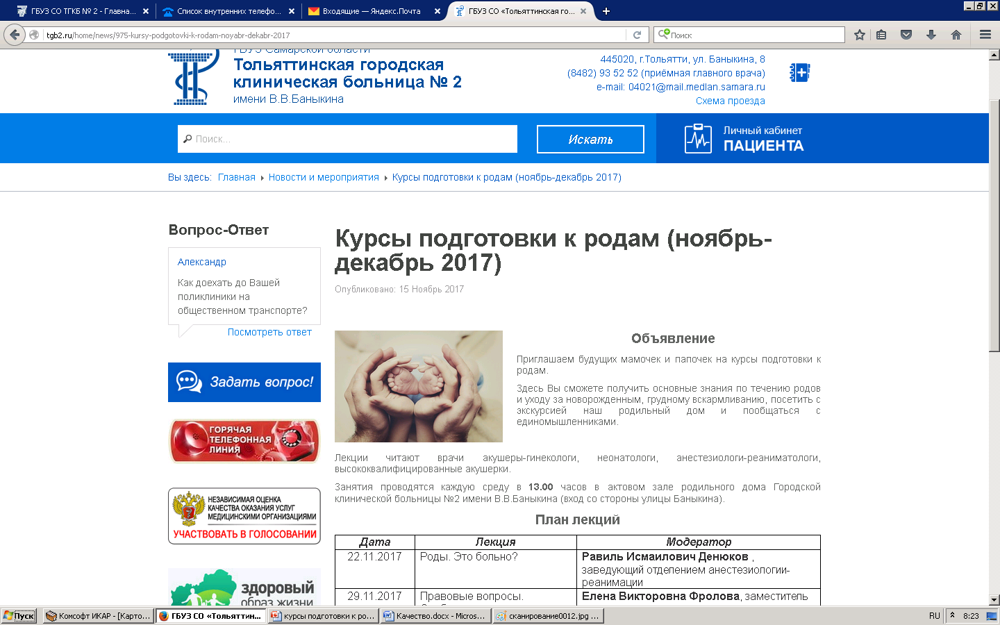 ГБУЗ СО ТГКБ № 2 - Главна...
Список внутренних телефо...
Входящие — Яндекс.Почта
ГБУЗ СО «Тольяттинская го...
tgb2.ru/home/news/975-kursy-podgotovki-k-rodam-noyabr-dekabr-2017
Поиск
ГБУЗ Самарской области
Тольяттинская городская
клиническая больница № 2
имени В.В.Баныкина
445020, г.Тольятти, ул. Баныкина, 8
(8482) 93 52 52 (приёмная главного врача)
e-mail: 04021@mail.medlan.samara.ru
Схема проезда
Поиск...
Искать
Личный кабинет
ПАЦИЕНТА
Вы здесь: Главная Новости и мероприятия Курсы подготовки к родам (ноябрь-декабрь 2017)
Вопрос-Ответ
Александр
Как доехать до Вашей
поликлиники на
общественном транспорте?
Посмотреть ответ
Задать вопрос!
ГОРЯЧАЯ
ТЕЛЕФОННАЯ
ЛИНИЯ
НЕЗАВИСИМАЯ ОЦЕНКА
КАЧЕСТВА ОКАЗАНИЯ УСЛУГ
МЕДИЦИНСКИМИ ОРГАНИЗАЦИЯМИ
УЧАСТВОВАТЬ В ГОЛОСОВАНИИ
здоровый
образ жизни
Курсы подготовки к родам (ноябрь-
декабрь 2017)
Опубликовано: 15 Ноябрь 2017
Объявление
Приглашаем будущих мамочек и папочек на курсы подготовки к
родам.
Здесь Вы сможете получить основные знания по течению родов
и уходу за новорожденным, грудному вскармливанию, посетить с
экскурсией наш родильный дом и пообщаться с
единомышленниками.
Лекции читают врачи акушеры-гинекологи, неонатологи, анестезиологи-реаниматологи,
высококвалифицированные акушерки.
Занятия проводятся каждую среду в 13.00 часов в актовом зале родильного дома Городской
клинической больницы №2 имени В.В.Баныкина (вход со стороны улицы Баныкина).
План лекций
Дата Лекция Модератор
22.11.2017 Роды. Это больно? Равиль Исмаилович Денюков ,
заведующий отделением анестезиологии-
реанимации
29.11.2017 Правовые вопросы. Елена Викторовна Фролова, заместитель
Пуск
Комсофт ИКАР - [Карто...
ГБУЗ СО «Тольяттин...
курсы подготовки к ро...
Качество.docx - Micros...
сканирование0012.jpg ...
RU
8:23